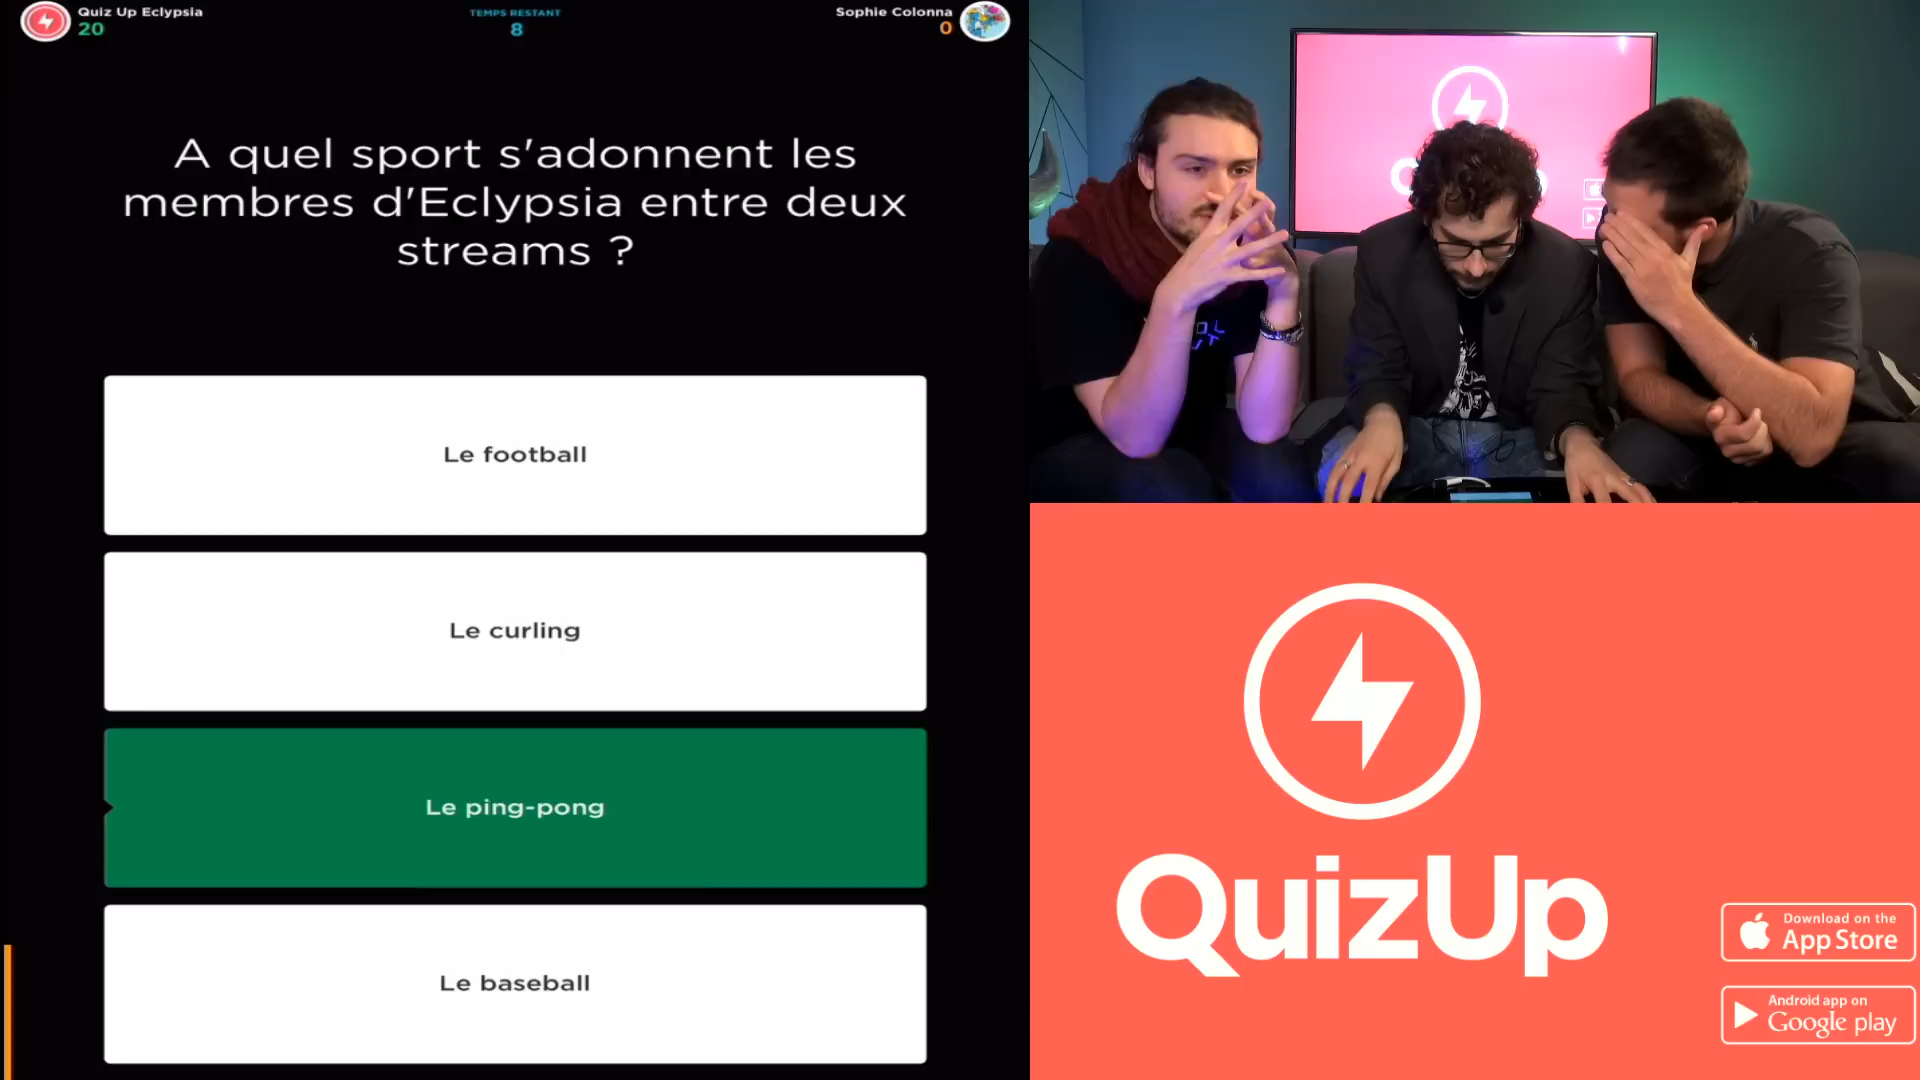 Quiz Up Eclypsia
20
TEMPS RESTANT
8
Sophie Colonna
0
A quel sport s'adonnent les
membres d'Eclypsia entre deux
streams ?
Le football
Le curling
Le ping-pong
Le baseball
QuizUp
Download on the
App Store
Android app on
Google play